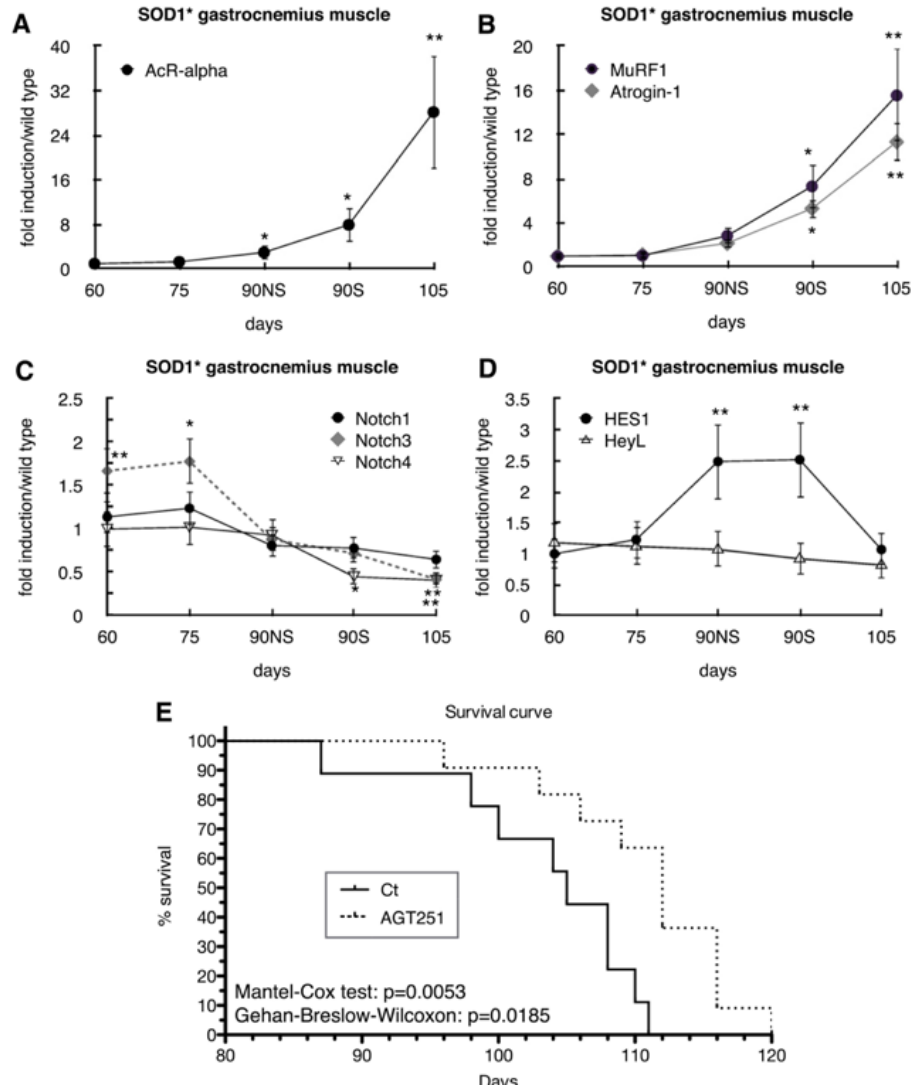 A
SOD1* gastrocnemius muscle
fold induction/wild type
40
32
24
16
8
0
AcR-alpha
*
*
**
60 75 90NS 90S 105
days
B
SOD1* gastrocnemius muscle
fold induction/wild type
20
16
12
8
4
0
MuRF1
Atrogin-1
*
*
**
**
60 75 90NS 90S 105
days
C
SOD1* gastrocnemius muscle
fold induction/wild type
2.5
2
1.5
1
0.5
0
Notch1
Notch3
Notch4
**
*
*
**
**
60 75 90NS 90S 105
days
D
SOD1* gastrocnemius muscle
fold induction/wild type
3.5
3
2.5
2
1.5
1
0.5
0
HES1
HeyL
**
**
60 75 90NS 90S 105
days
E
Survival curve
% survival
100
90
80
70
60
50
40
30
20
10
0
Ct
AGT251
Mantel-Cox test: p=0.0053
Gehan-Breslow-Wilcoxon: p=0.0185
80 90 100 110 120
Days